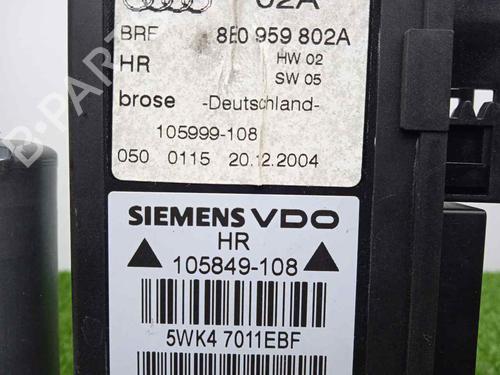 02A
BRF 8E0 959 802A
HR HW 02
SW 05
brose -Deutschland-
105999-108
050 0115 20.12.2004
SIEMENS VDO
HR
105849-108
5WK4 7011EBF
B-PARTS